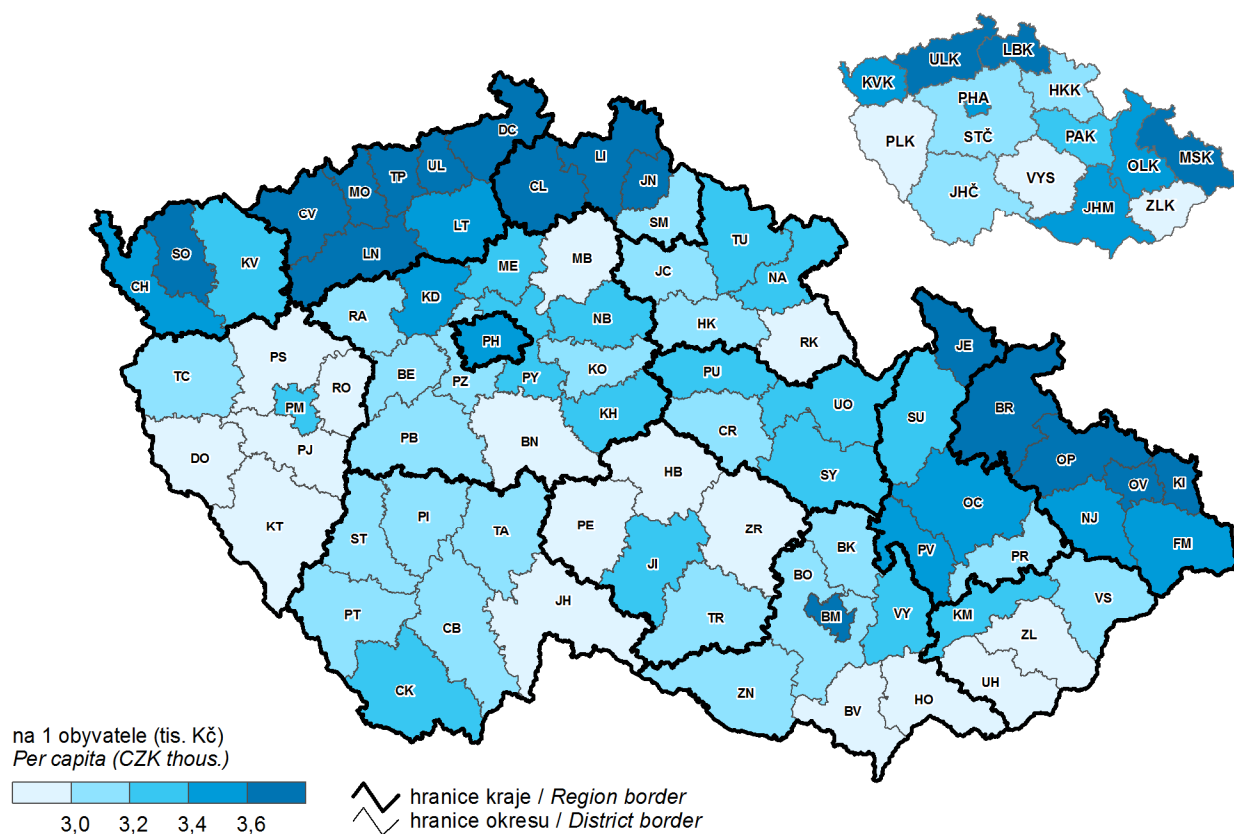 ULK LBK
KVK
HKK
PHA
STČ
PAK
PLK
MSK
OLK
VYS
JHČ
JHM
ZLK
DC
LI
UL
TP
CL
JN
MO
CV
LT
SM
SO
LN
TU
KV
MB
ME
JC
NA
CH
KD
RA
NB
HK
PH
RK
JE
PS
TC
RO
BE
PZ
PY
KO
PU
BR
PM
KH
UO
SU
PB
BN
CR
DO
PJ
OP
HB
OV
KI
SY
OC
NJ
KT
ST
PI
TA
PE
ZR
FM
BK
PV
PR
JI
BO
VS
PT
JH
TR
BM
VY
KM
CB
ZL
CK
ZN
UH
BV
HO
na 1 obyvatele (tis. Kč)
Per capita (CZK thous.)
3,0 3,2 3,4 3,6
hranice kraje / Region border
hranice okresu / District border